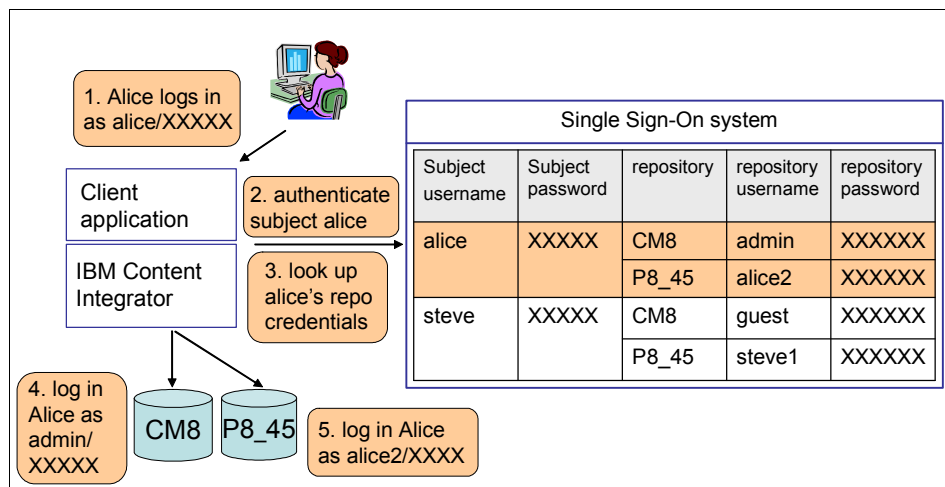 1. Alice logs in
as alice/XXXXX
Client
application
IBM Content
Integrator
2. authenticate
subject alice
3. look up
alice's repo
credentials
Single Sign-On system
Subject
username
Subject
password
repository
repository
username
repository
password
alice
XXXXX
CM8
admin
XXXXXX
P8_45
alice2
XXXXXX
steve
XXXXX
CM8
guest
XXXXXX
P8_45
steve1
XXXXXX
4. log in
Alice as
admin/
XXXXX
CM8
P8_45
5. log in Alice
as alice2/XXXX